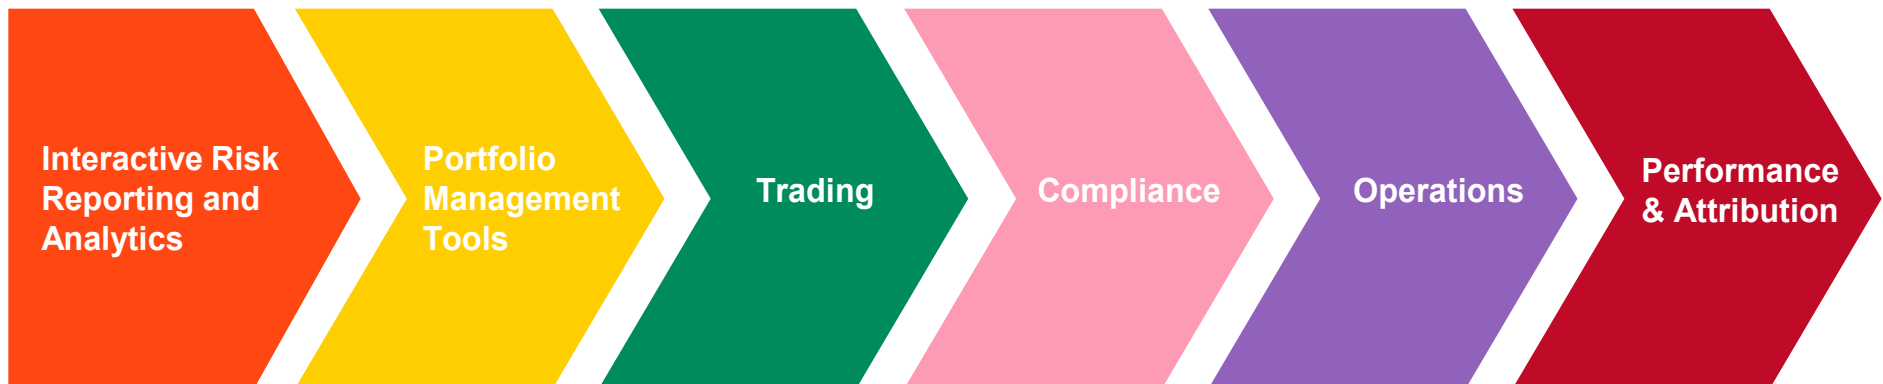 Interactive Risk
Reporting and
Analytics
Portfolio
Management
Tools
Trading
Compliance
Operations
Performance
& Attribution